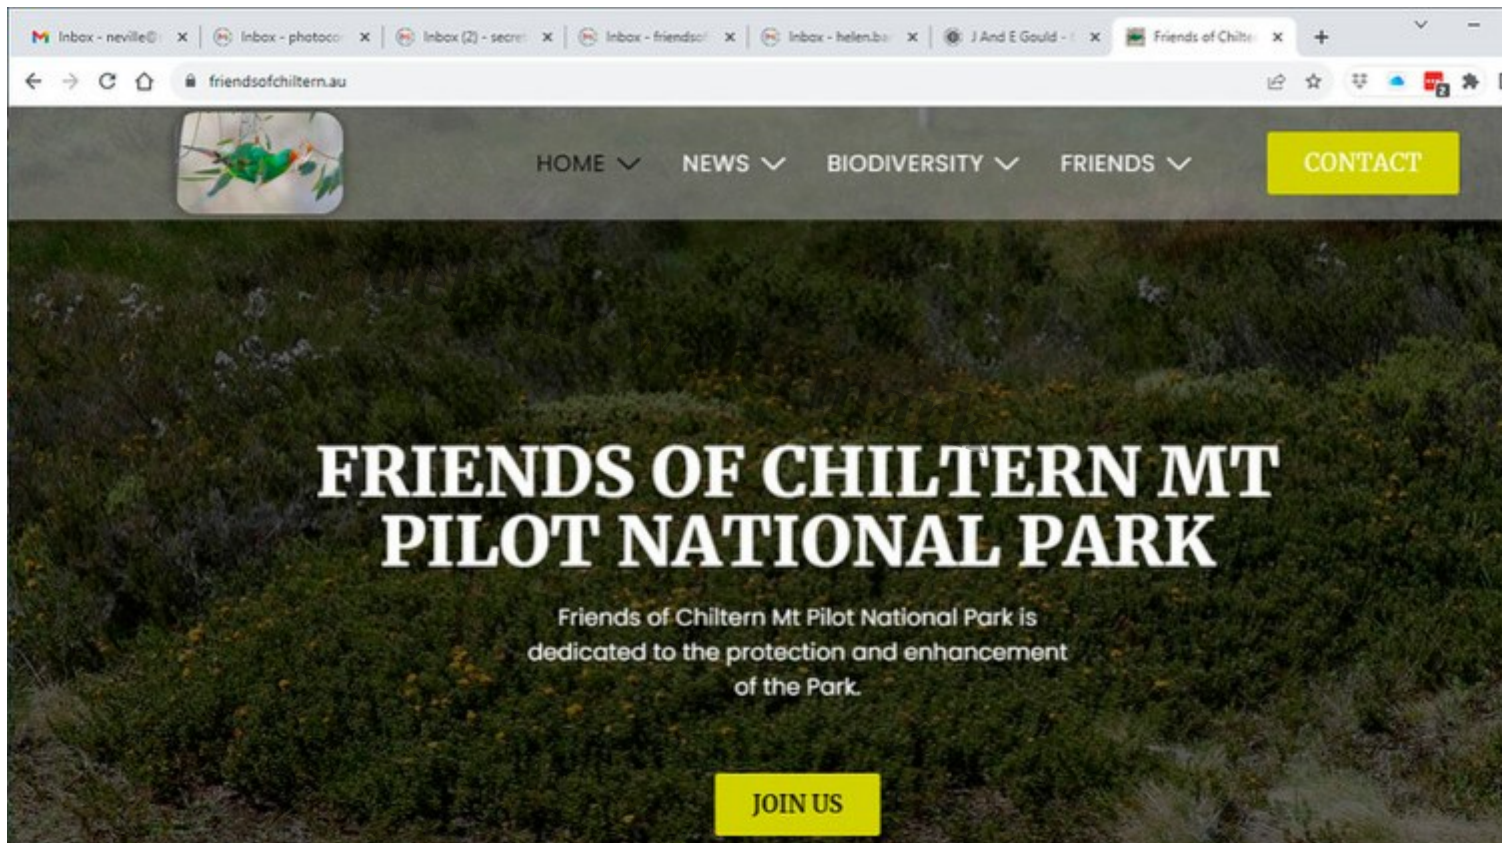 Inbox - neville@
Inbox - photoco
Inbox (2) - secret
Inbox - friendsof
Inbox - helen.ba
J And E Gould -
Friends of Chilte
friendsofchiltern.au
2
HOME
NEWS
BIODIVERSITY
FRIENDS
CONTACT
FRIENDS OF CHILTERN MT
PILOT NATIONAL PARK
Friends of Chiltern Mt Pilot National Park is
dedicated to the protection and enhancement
of the Park.
JOIN US